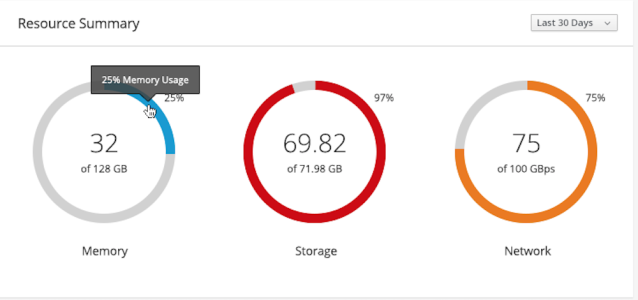 Resource Summary
Last 30 Days
25% Memory Usage
25%
32
of 128 GB
Memory
97%
69.82
of 71.98 GB
Storage
75%
75
of 100 GBps
Network